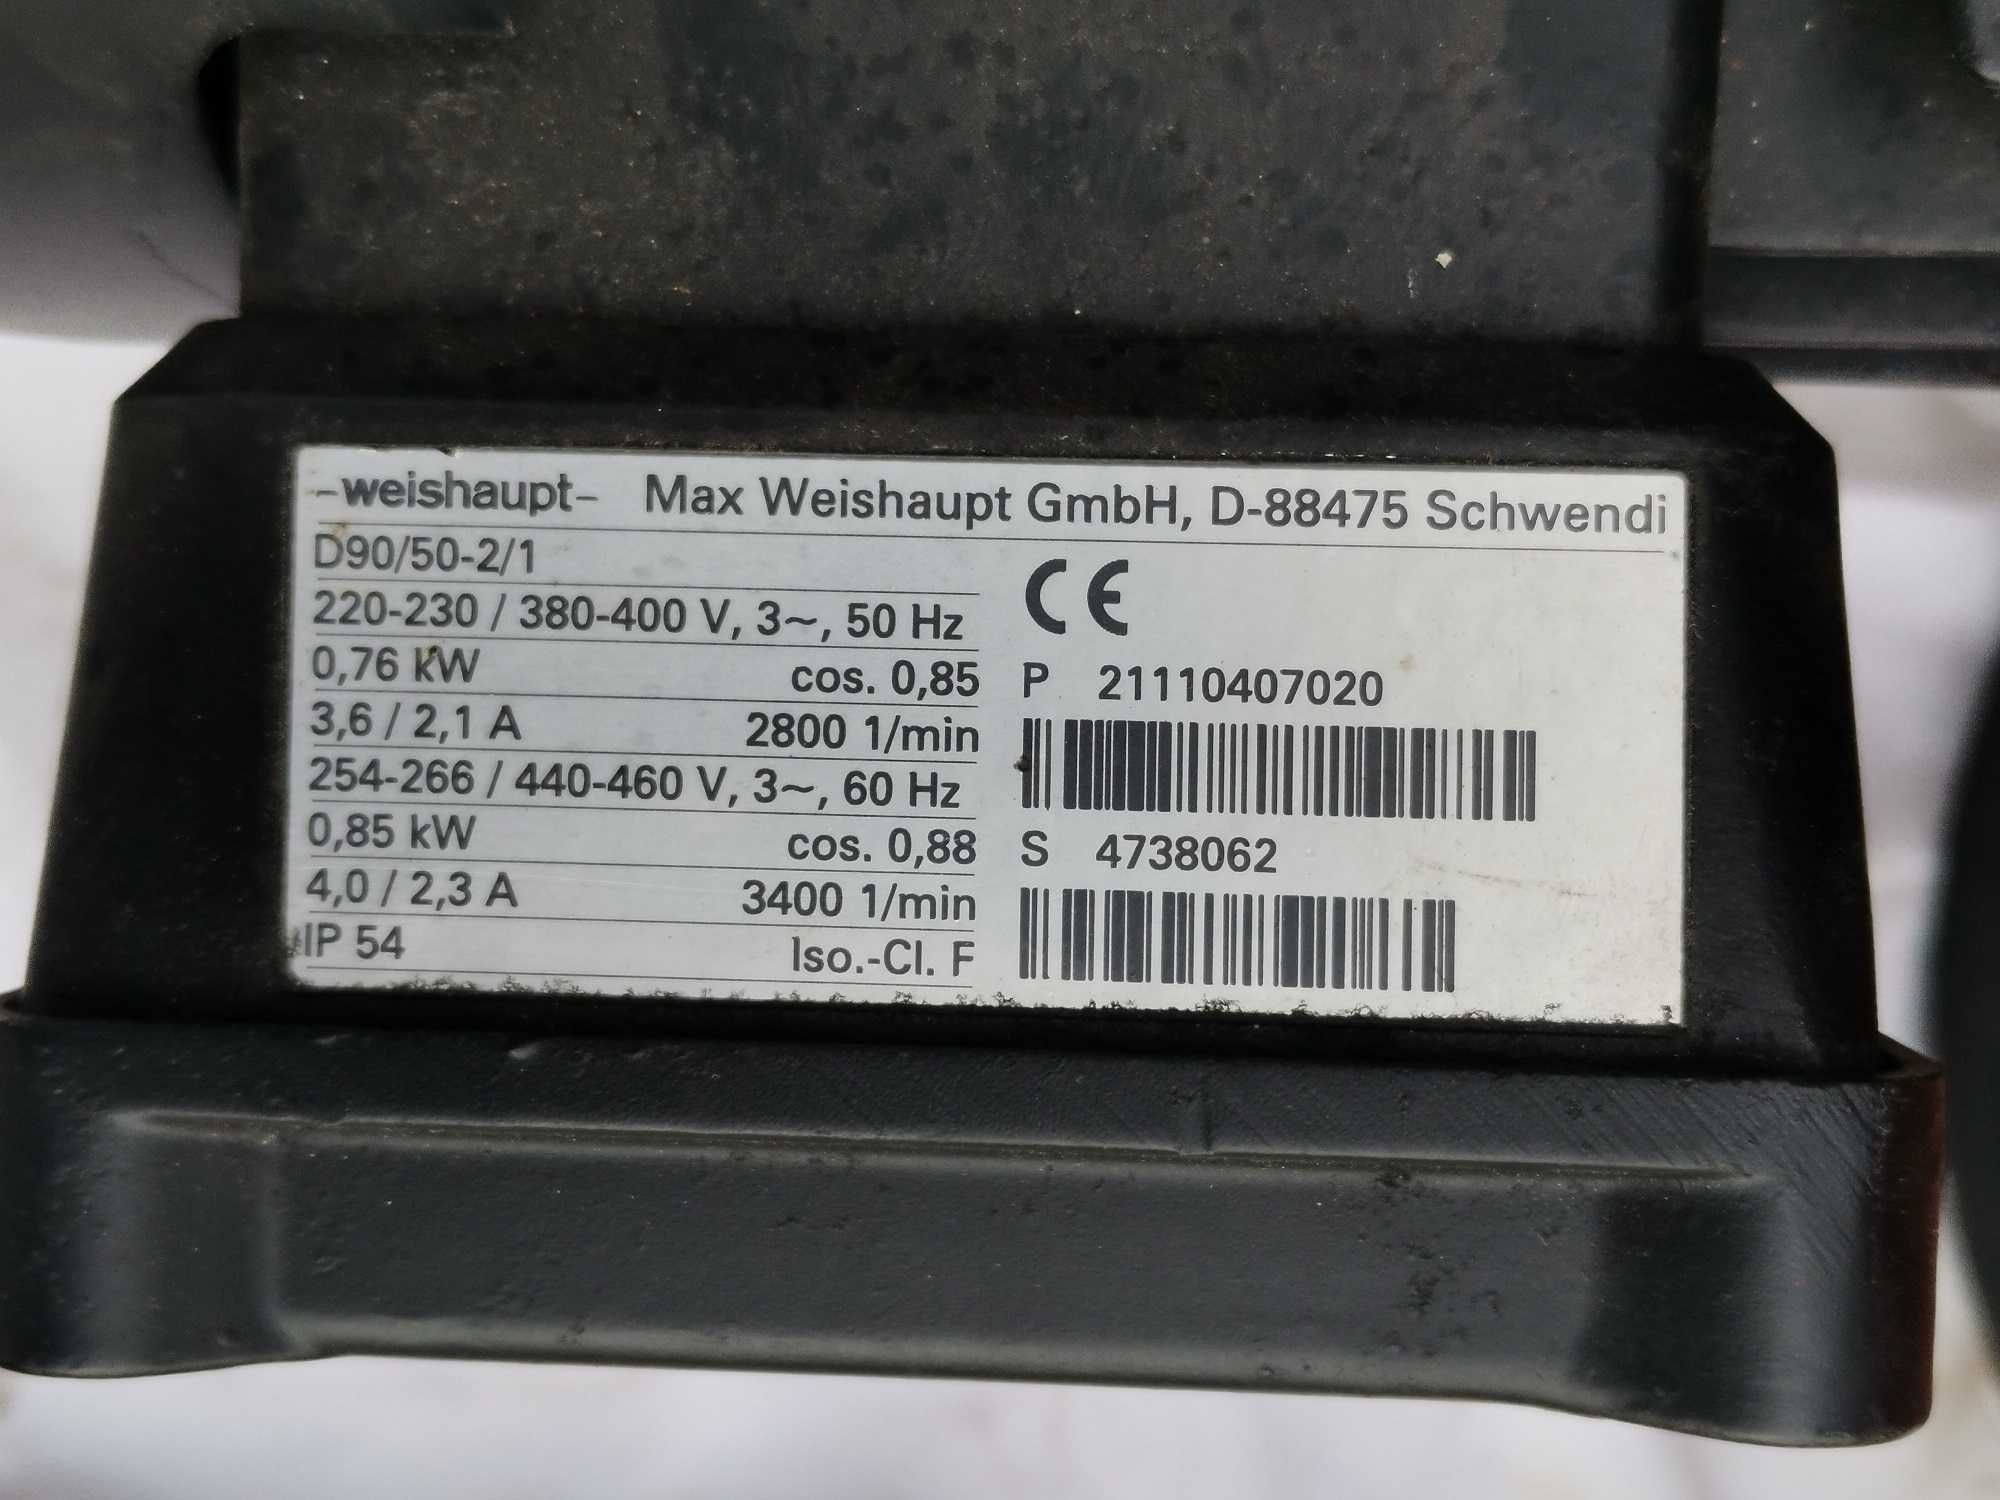 -weishaupt- Max Weishaupt GmbH, D-88475 Schwendi
D90/50-2/1
220-230 / 380-400 V, 3~, 50 Hz
0,76 kW cos. 0,85
3,6 / 2,1 A 2800 1/min
254-266 / 440-460 V, 3~, 60 Hz
0,85 kW cos. 0,88
4,0 / 2,3 A 3400 1/min
IP 54 Iso.-Cl. F
CE
P 21110407020
S 4738062